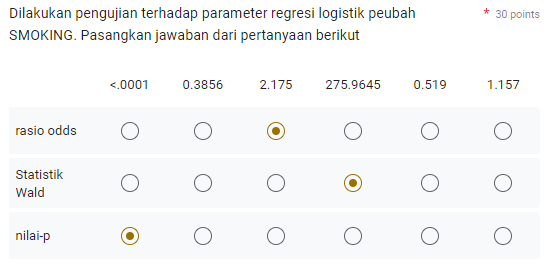 Dilakukan pengujian terhadap parameter regresi logistik peubah * 30 points
SMOKING. Pasangkan jawaban dari pertanyaan berikut
<.0001 0.3856 2.175 275.9645 0.519 1.157
rasio odds
Statistik
Wald
nilai-p